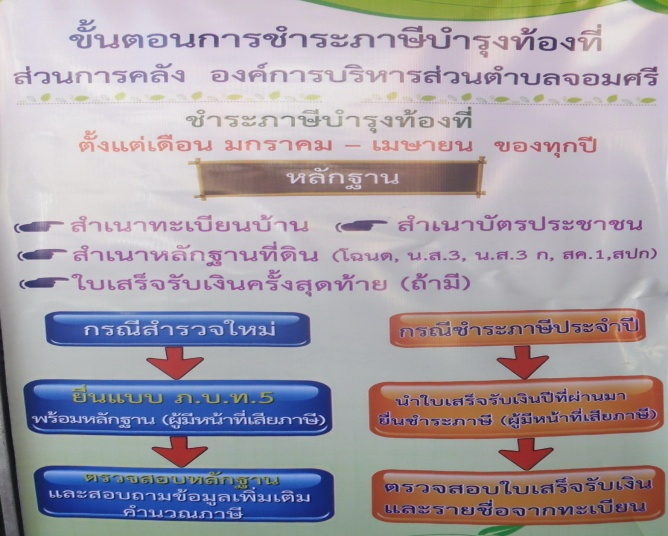 ขั้นตอนการชำระภาษีบำรุงท้องที่
ส่วนการคลัง องค์การบริหารส่วนตำบลจอมศรี
ชำระภาษีบำรุงท้องที่
ตั้งแต่เดือน มกราคม – เมษายน ของทุกปี
หลักฐาน
สำเนาทะเบียนบ้าน สำเนาบัตรประชาชน
สำเนาหลักฐานที่ดิน (โฉนด, น.ส.3, น.ส.3 ก, สค.1,สปก)
ใบเสร็จรับเงินครั้งสุดท้าย (ถ้ามี)
กรณีสำรวจใหม่
ยื่นแบบ ภ.บ.ท.5
พร้อมหลักฐาน (ผู้มีหน้าที่เสียภาษี)
ตรวจสอบหลักฐาน
และสอบถามข้อมูลเพิ่มเติม
คำนวณภาษี
กรณีชำระภาษีประจำปี
นำใบเสร็จรับเงินปีที่ผ่านมา
ยื่นชำระภาษี (ผู้มีหน้าที่เสียภาษี)
ตรวจสอบใบเสร็จรับเงิน
และรายชื่อจากทะเบียน